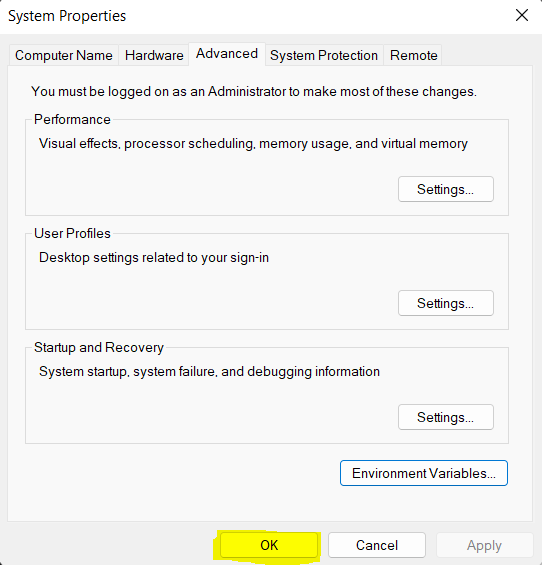 System Properties
Computer Name Hardware Advanced System Protection Remote
You must be logged on as an Administrator to make most of these changes.
Performance
Visual effects, processor scheduling, memory usage, and virtual memory
Settings...
User Profiles
Desktop settings related to your sign-in
Settings...
Startup and Recovery
System startup, system failure, and debugging information
Settings...
Environment Variables...
OK Cancel Apply